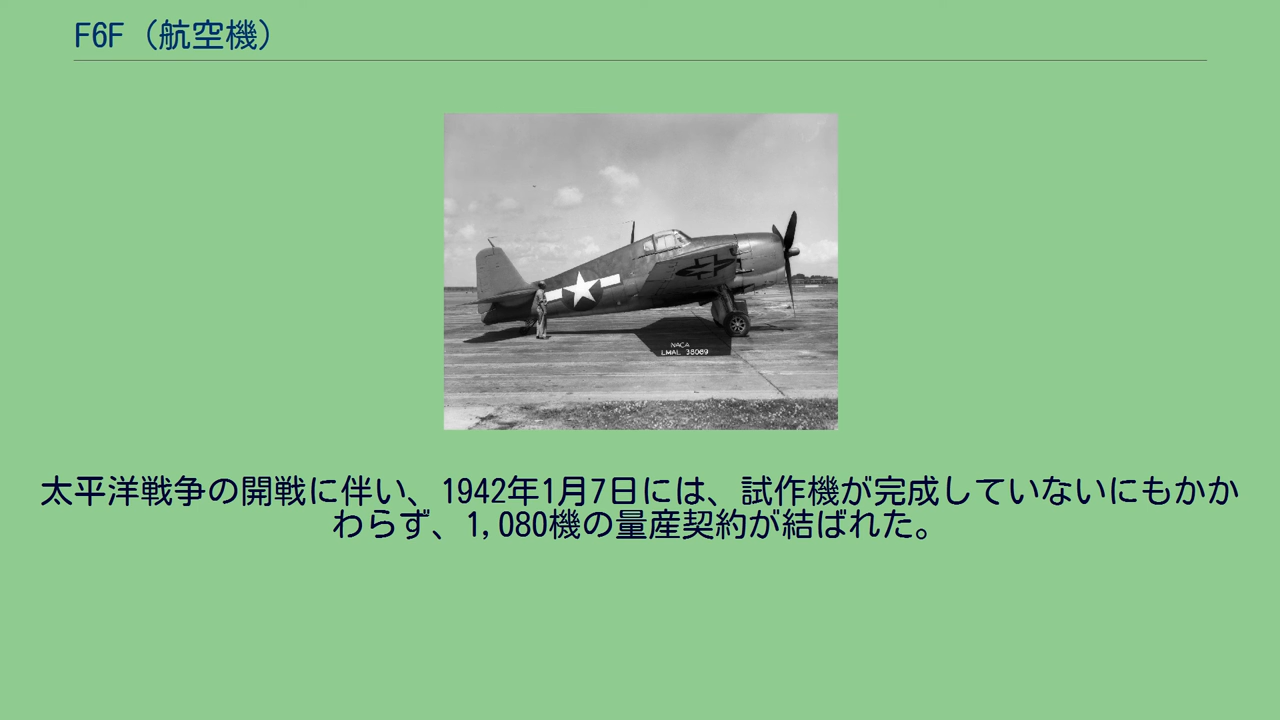 F6F（航空機）
NACA
LMAL 36069
太平洋戦争の開戦に伴い、1942年1月7日には、試作機が完成していないにもかか
わらず、1,080機の量産契約が結ばれた。